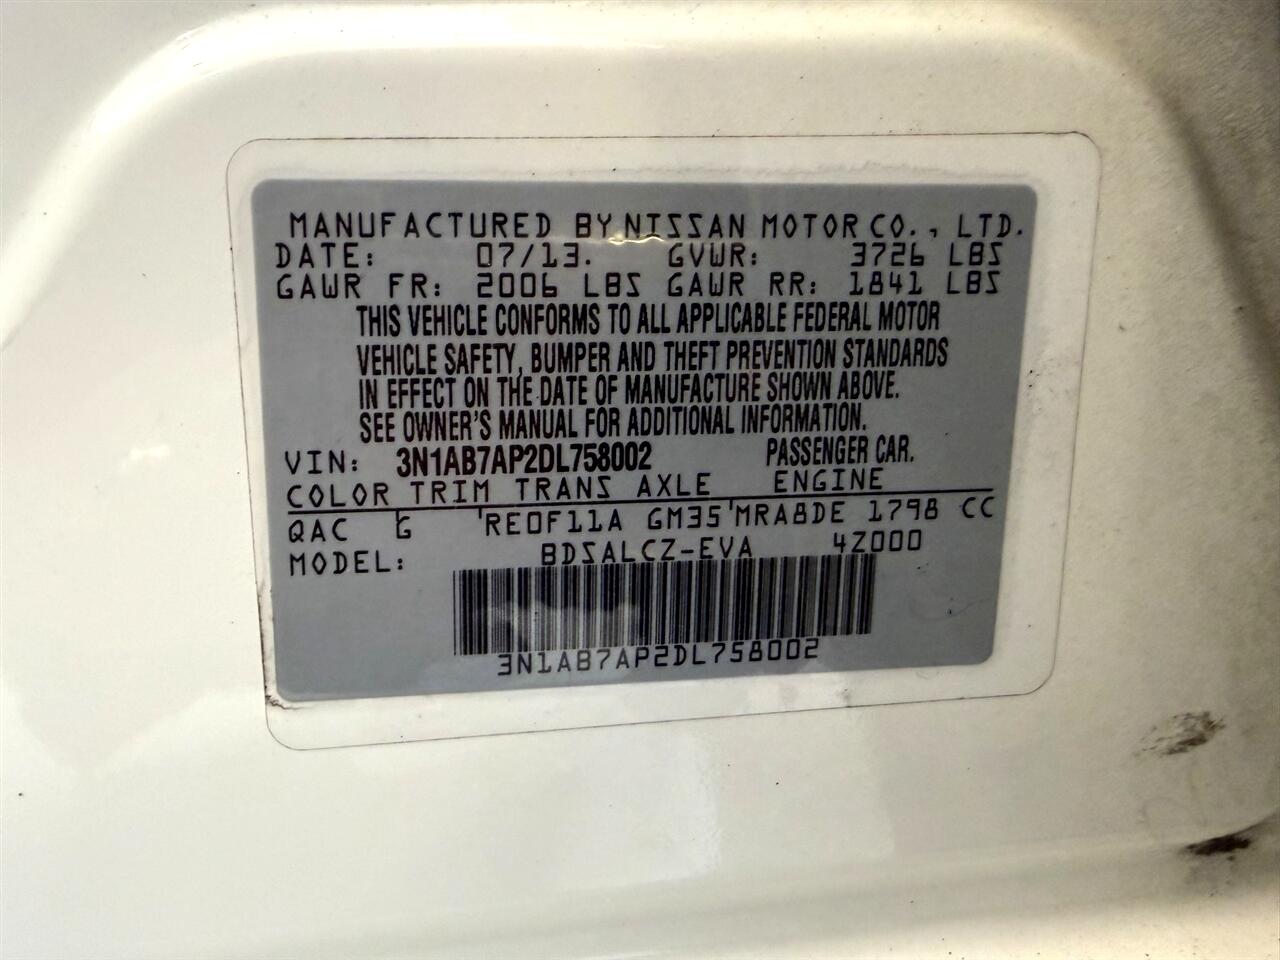 MANUFACTURED BY NISSAN MOTOR CO., LTD.
DATE: 07/13. GVWR: 3726 LBS
GAWR FR: 2006 LBS GAWR RR: 1841 LBS
THIS VEHICLE CONFORMS TO ALL APPLICABLE FEDERAL MOTOR
VEHICLE SAFETY, BUMPER AND THEFT PREVENTION STANDARDS
IN EFFECT ON THE DATE OF MANUFACTURE SHOWN ABOVE.
SEE OWNER'S MANUAL FOR ADDITIONAL INFORMATION.
VIN: 3N1AB7AP2DL758002 PASSENGER CAR.
COLOR TRIM TRANS AXLE ENGINE
QAC G RE0F11A GM35 MRA8DE 1798 CC
MODEL: BDSALCZ-EVA 4Z000
3N1AB7AP2DL758002